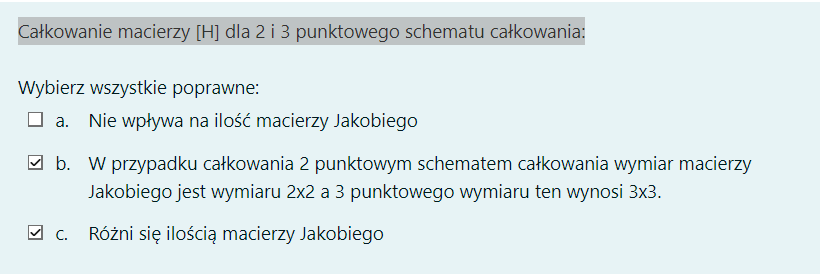 Całkowanie macierzy [H] dla 2 i 3 punktowego schematu całkowania:
Wybierz wszystkie poprawne:
a. Nie wpływa na ilość macierzy Jakobiego
b. W przypadku całkowania 2 punktowym schematem całkowania wymiar macierzy
Jakobiego jest wymiaru 2x2 a 3 punktowego wymiaru ten wynosi 3x3.
c. Różni się ilością macierzy Jakobiego